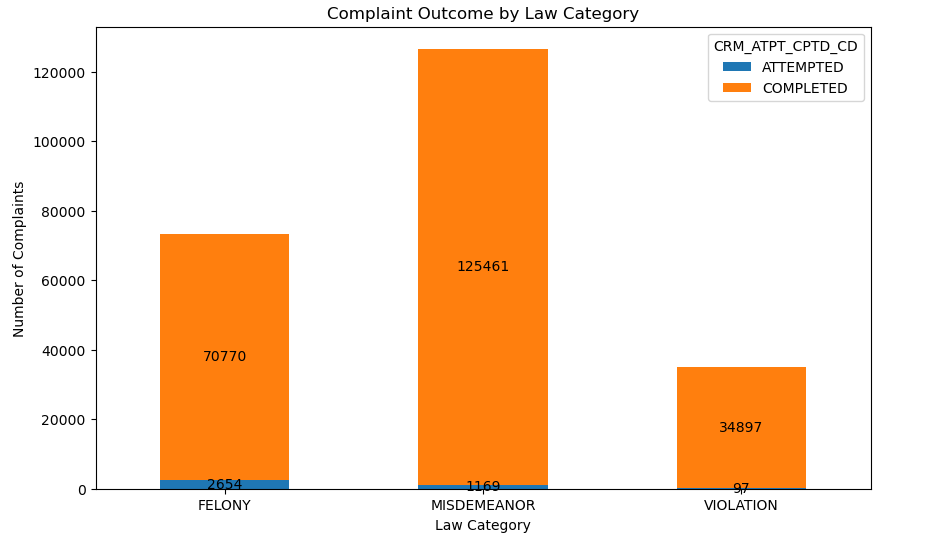 Complaint Outcome by Law Category
CRM_ATPT_CPTD_CD
ATTEMPTED
COMPLETED
Number of Complaints
120000
100000
80000
60000
40000
20000
0
125461
70770
34897
2654
1169
97
FELONY
MISDEMEANOR
VIOLATION
Law Category